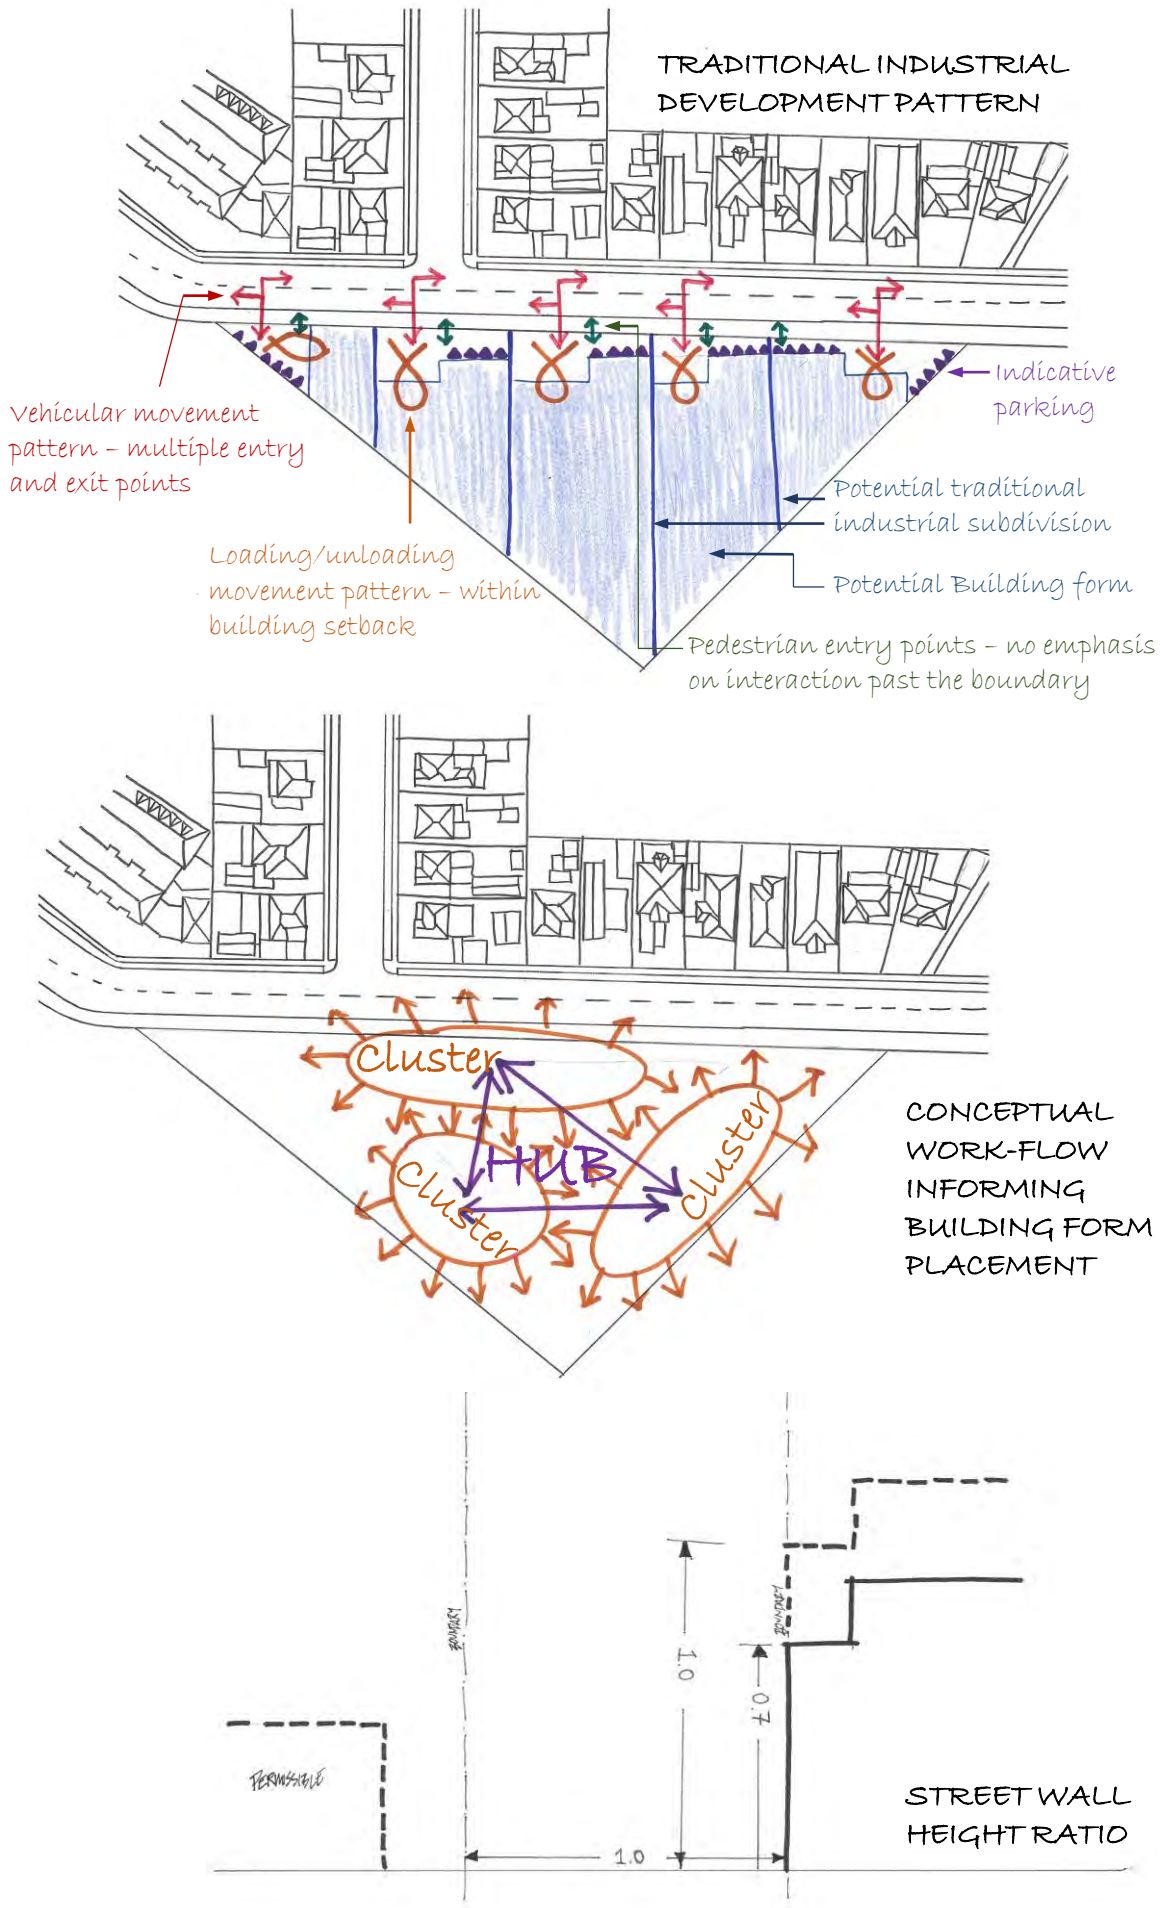 TRADITIONAL INDUSTRIAL
DEVELOPMENT PATTERN
Indicative
parking
Vehicular movement
pattern – multiple entry
and exit points
Potential traditional
industrial subdivision
Loading/unloading
movement pattern – within
building setback
Potential Building form
Pedestrian entry points – no emphasis
on interaction past the boundary
Cluster
HUB
Cluster
Cluster
CONCEPTUAL
WORK-FLOW
INFORMING
BUILDING FORM
PLACEMENT
BOUNDARY
BOUNDARY
1.0
0.7
PERMISSIBLE
STREET WALL
HEIGHT RATIO
1.0